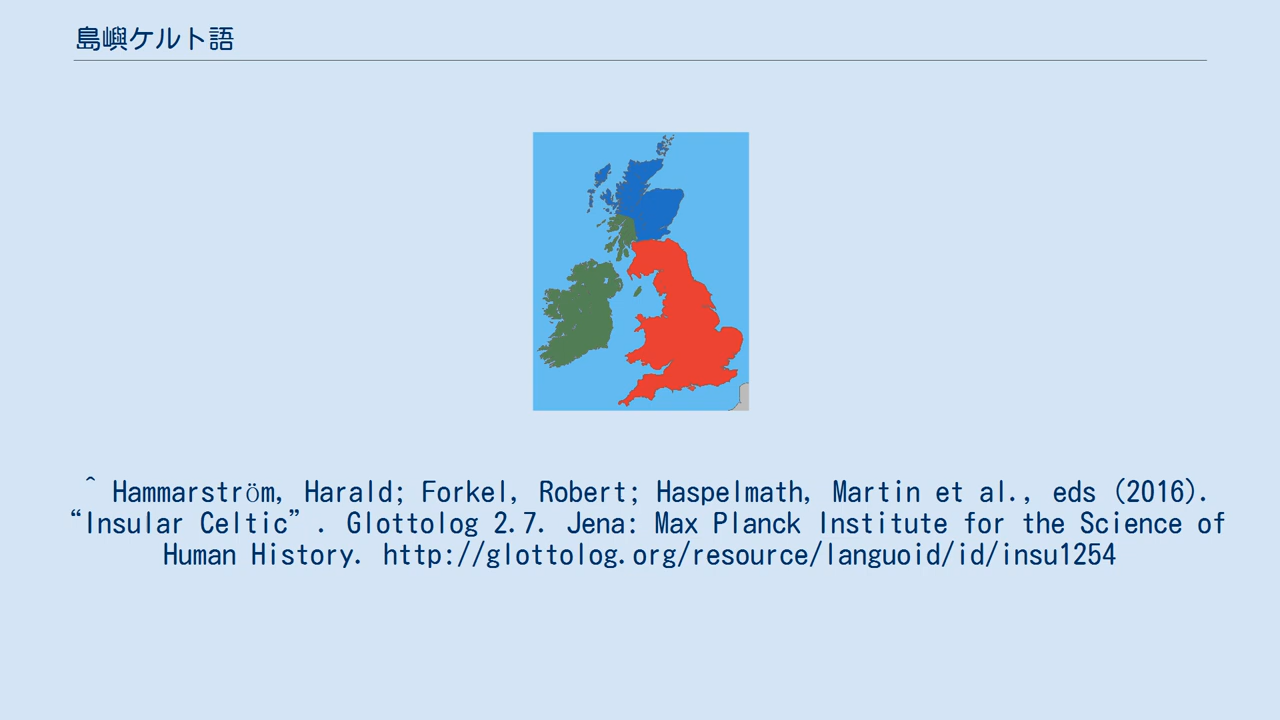 島嶼ケルト語
^ Hammarström, Harald; Forkel, Robert; Haspelmath, Martin et al., eds (2016).
“Insular Celtic”. Glottolog 2.7. Jena: Max Planck Institute for the Science of
Human History. http://glottolog.org/resource/languoid/id/insu1254